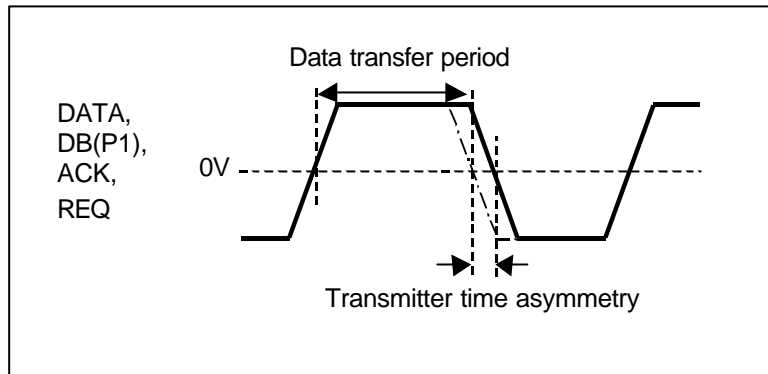 Data transfer period
DATA,
DB(P1),
ACK,
REQ
0V
Transmitter time asymmetry